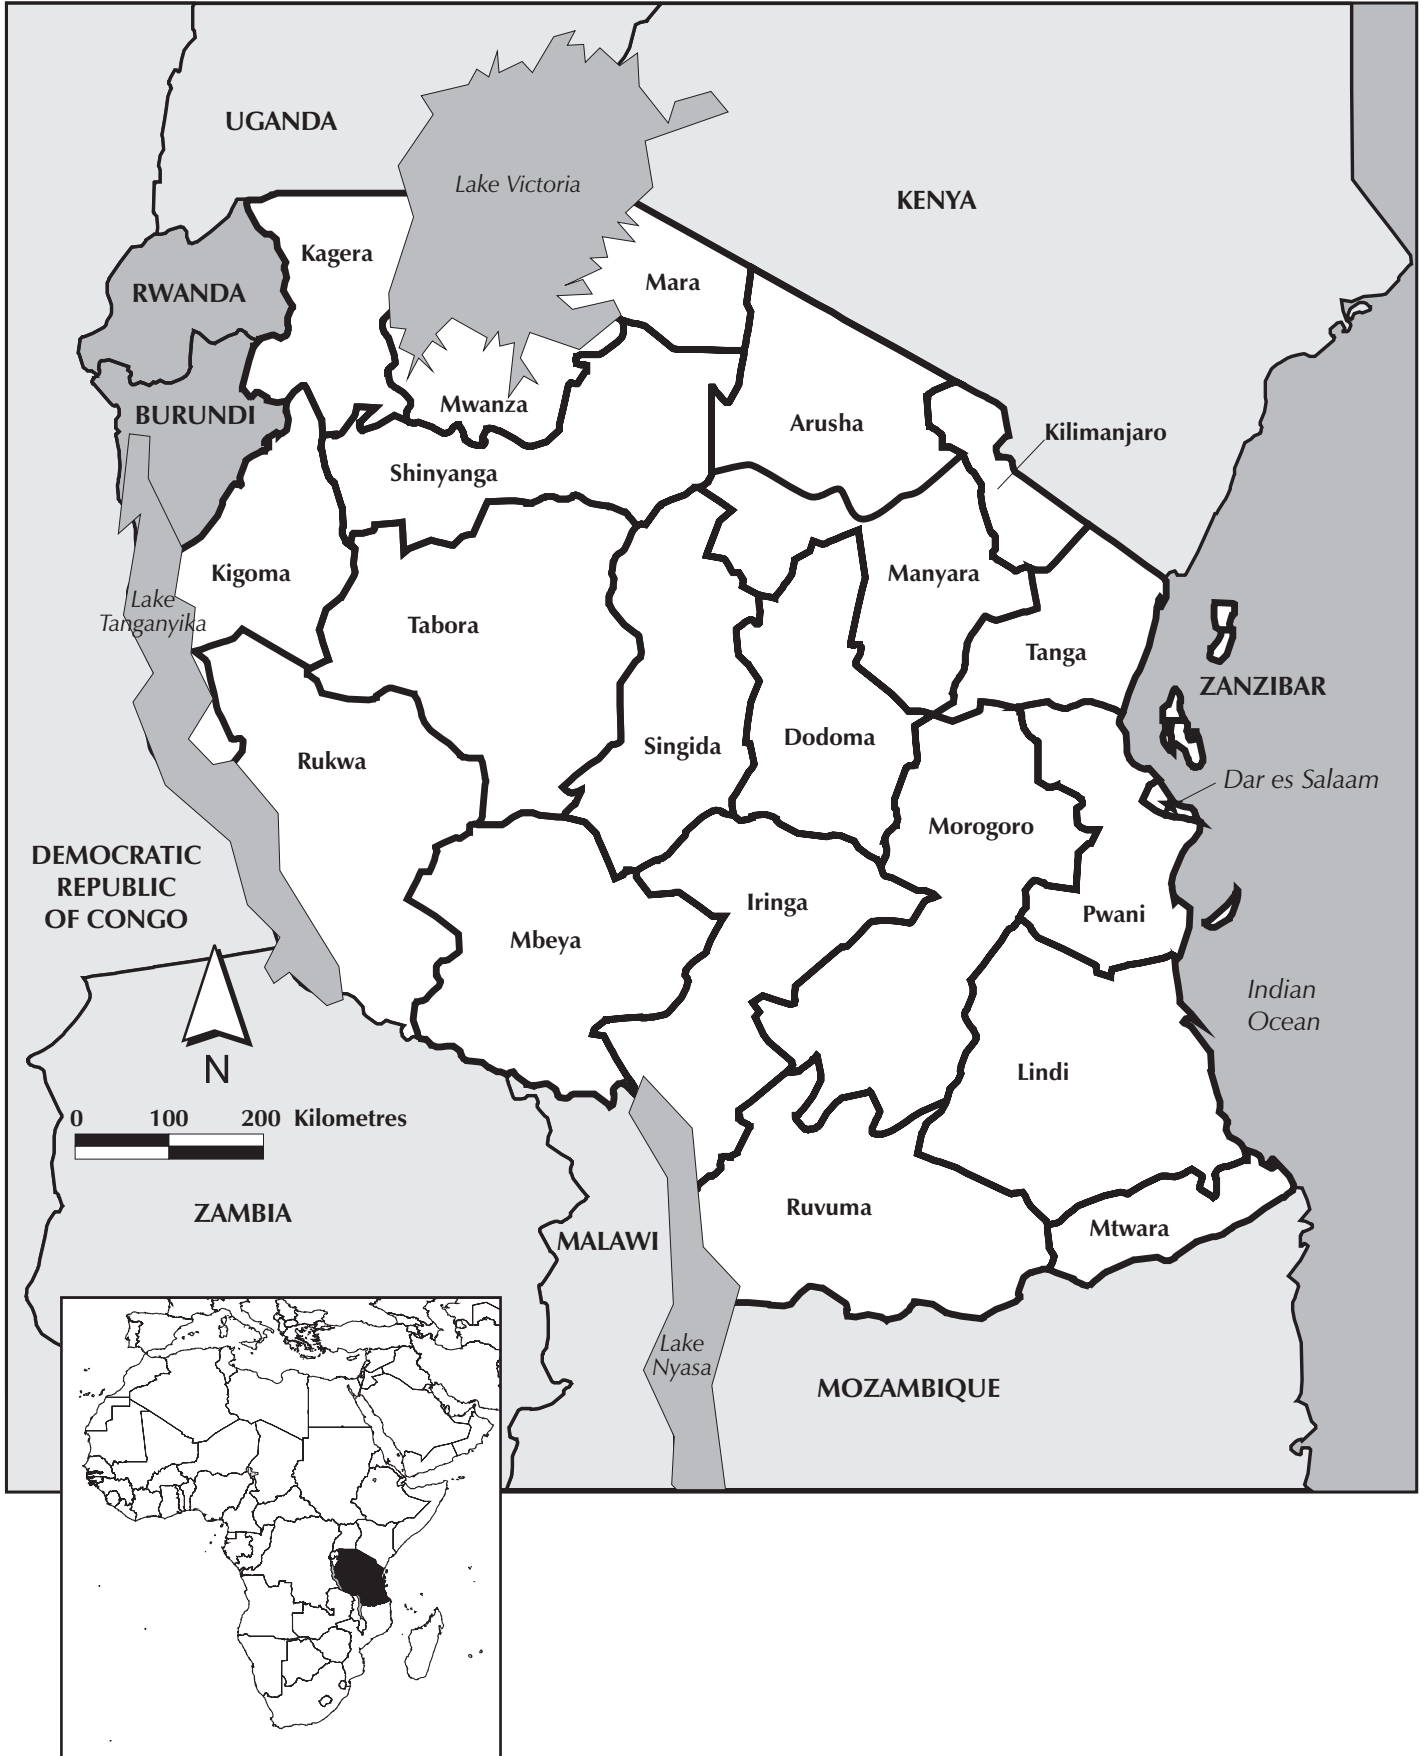 UGANDA
Lake Victoria
KENYA
Kagera
Mara
RWANDA
BURUNDI
Mwanza
Arusha
Kilimanjaro
Shinyanga
Kigoma
Manyara
Lake
Tanganyika
Tabora
Tanga
ZANZIBAR
Singida
Dodoma
Rukwa
Dar es Salaam
Morogoro
DEMOCRATIC
REPUBLIC
OF CONGO
Iringa
Pwani
Mbeya
Indian
Ocean
N
Lindi
0 100 200 Kilometres
ZAMBIA
Ruvuma
Mtwara
MALAWI
Lake
Nyasa
MOZAMBIQUE